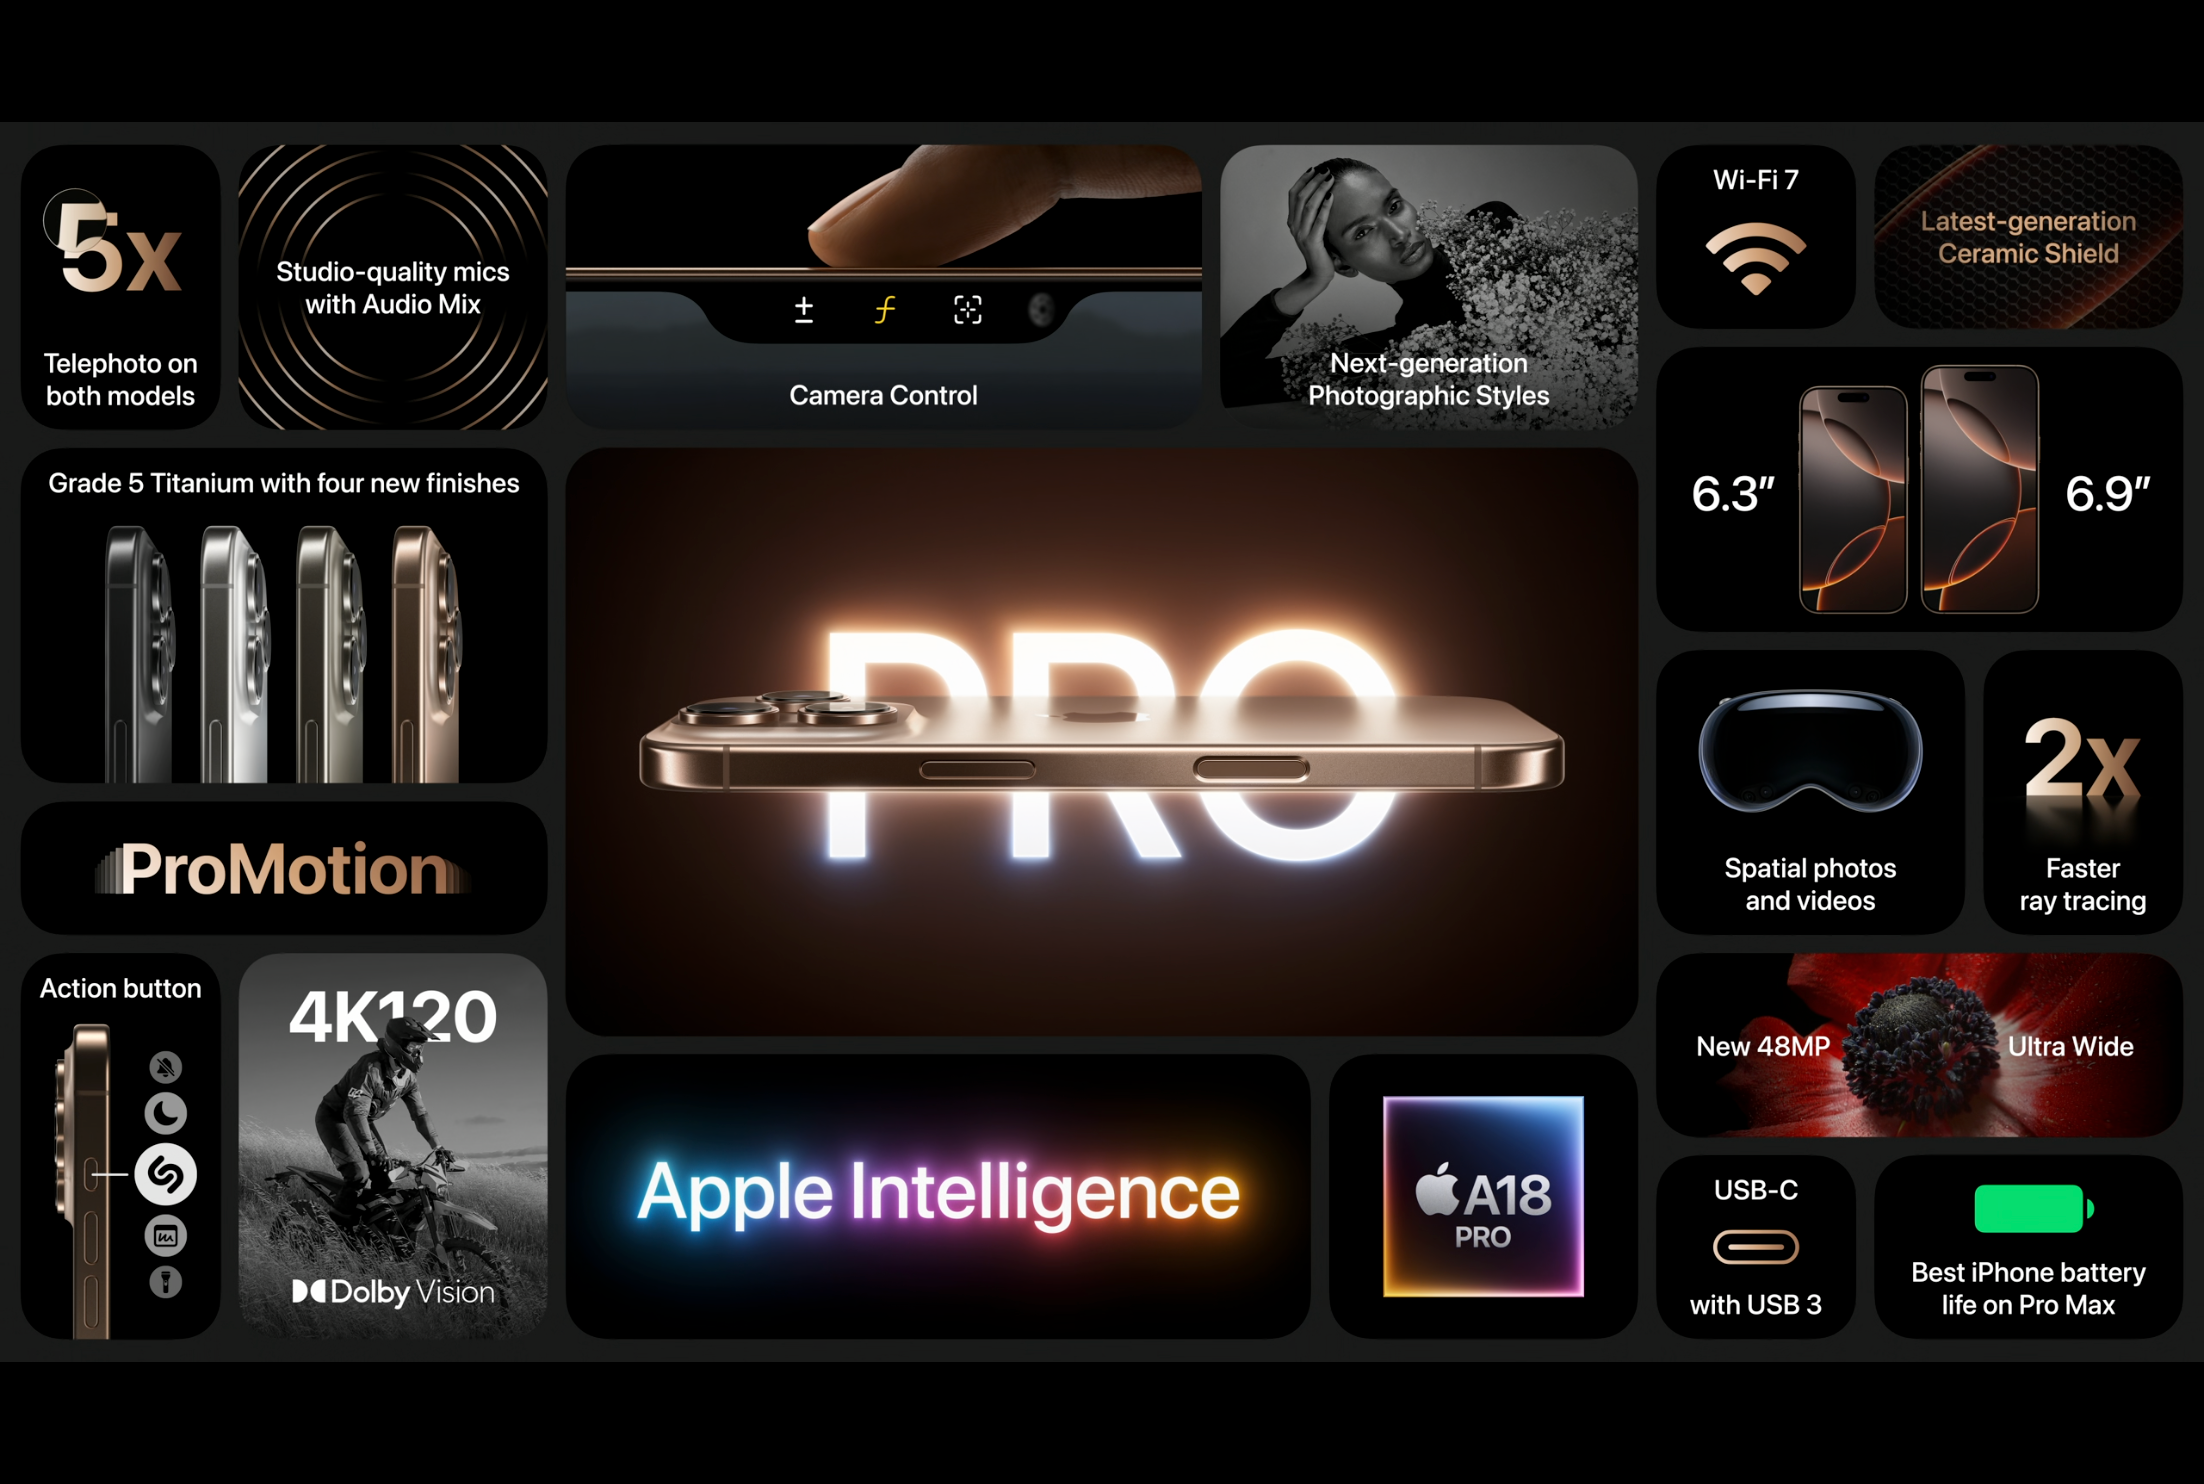 5x
Telephoto on
both models
Studio-quality mics
with Audio Mix
Camera Control
Next-generation
Photographic Styles
Wi-Fi 7
Latest-generation
Ceramic Shield
Grade 5 Titanium with four new finishes
PRO
6.3″
6.9″
ProMotion
Spatial photos
and videos
2x
Faster
ray tracing
Action button
4K120
Dolby Vision
Apple Intelligence
A18
PRO
New 48MP
Ultra Wide
USB-C
with USB 3
Best iPhone battery
life on Pro Max